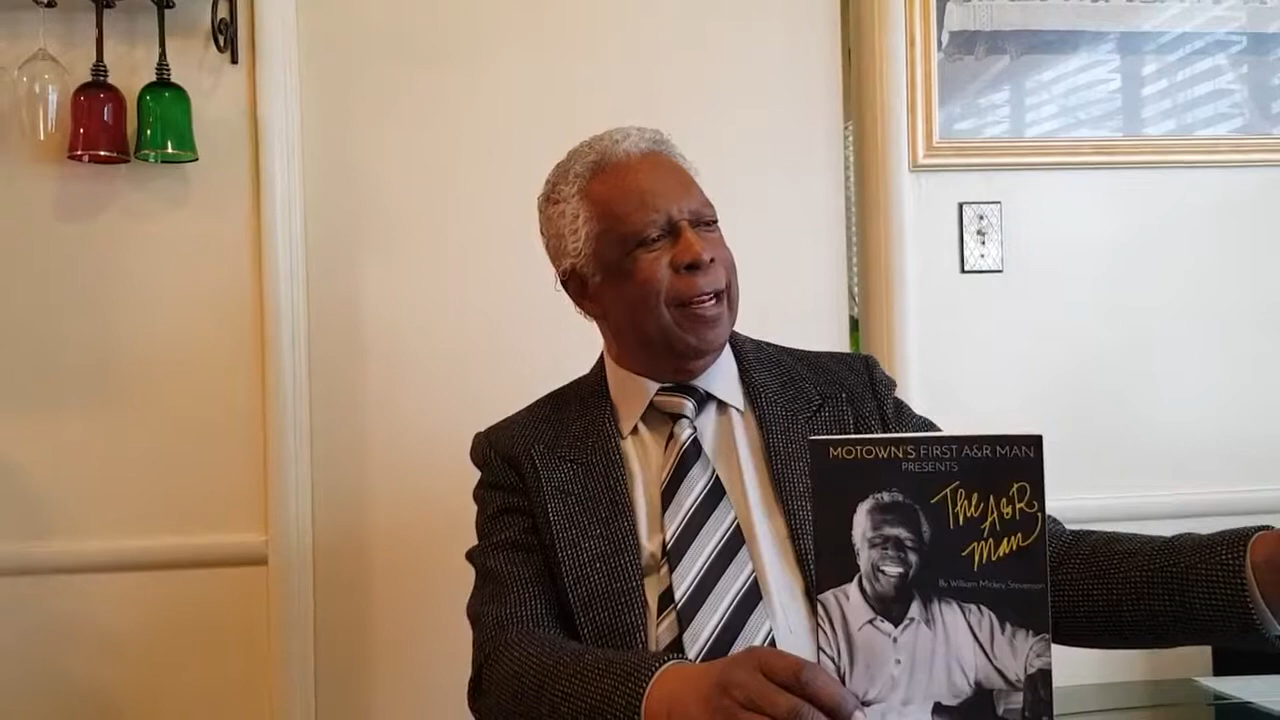 MOTOWN'S FIRST A&R MAN
PRESENTS
The A&R
Man
By William Mickey Stevenson